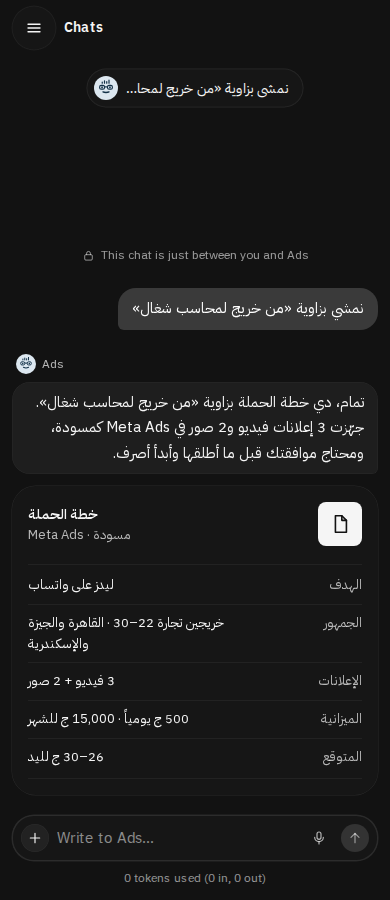 Chats
نمشي بزاوية «من خريج لمحا...
This chat is just between you and Ads
نمشي بزاوية «من خريج لمحاسب شغال»
Ads
تمام، دي خطة الحملة بزاوية «من خريج لمحاسب شغال».
جهّزت 3 إعلانات فيديو و2 صور في Meta Ads كمسودة،
ومحتاج موافقتك قبل ما أطلقها وأبدأ أصرف.
خطة الحملة
Meta Ads · مسودة
الهدف
ليدز على واتساب
الجمهور
خريجين تجارة 22–30 · القاهرة والجيزة
والإسكندرية
الإعلانات
3 فيديو + 2 صور
الميزانية
500 ج يومياً · 15,000 ج للشهر
المتوقع
26–30 ج لليد
Write to Ads...
0 tokens used (0 in, 0 out)